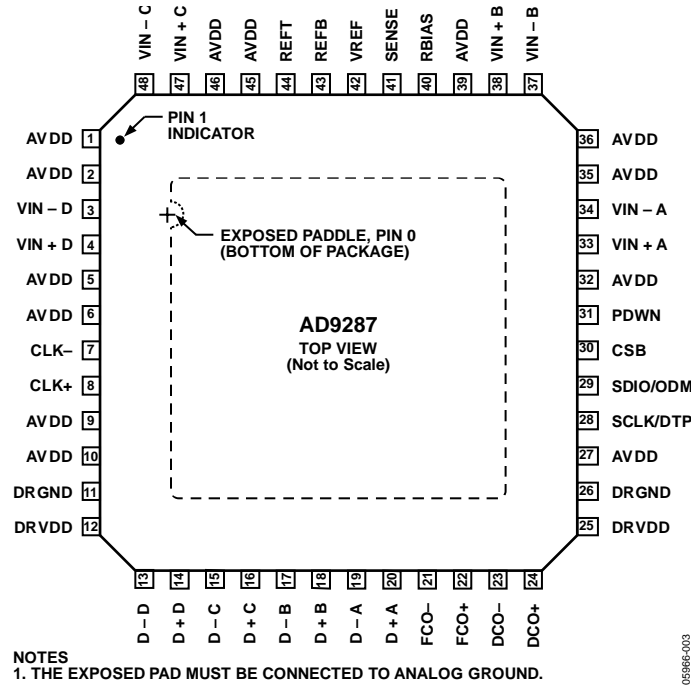 VIN – C
VIN + C
AVDD
AVDD
REFT
REFB
VREF
SENSE
RBIAS
AVDD
VIN + B
VIN – B
48
47
46
45
44
43
42
41
40
39
38
37
PIN 1
INDICATOR
AVDD 1
AVDD 2
VIN – D 3
VIN + D 4
AVDD 5
AVDD 6
CLK– 7
CLK+ 8
AVDD 9
AVDD 10
DRGND 11
DRVDD 12
EXPOSED PADDLE, PIN 0
(BOTTOM OF PACKAGE)
AD9287
TOP VIEW
(Not to Scale)
36 AVDD
35 AVDD
34 VIN – A
33 VIN + A
32 AVDD
31 PDWN
30 CSB
29 SDIO/ODM
28 SCLK/DTP
27 AVDD
26 DRGND
25 DRVDD
13
14
15
16
17
18
19
20
21
22
23
24
D – D
D + D
D – C
D + C
D – B
D + B
D – A
D + A
FCO–
FCO+
DCO–
DCO+
NOTES
1. THE EXPOSED PAD MUST BE CONNECTED TO ANALOG GROUND.
05966-003